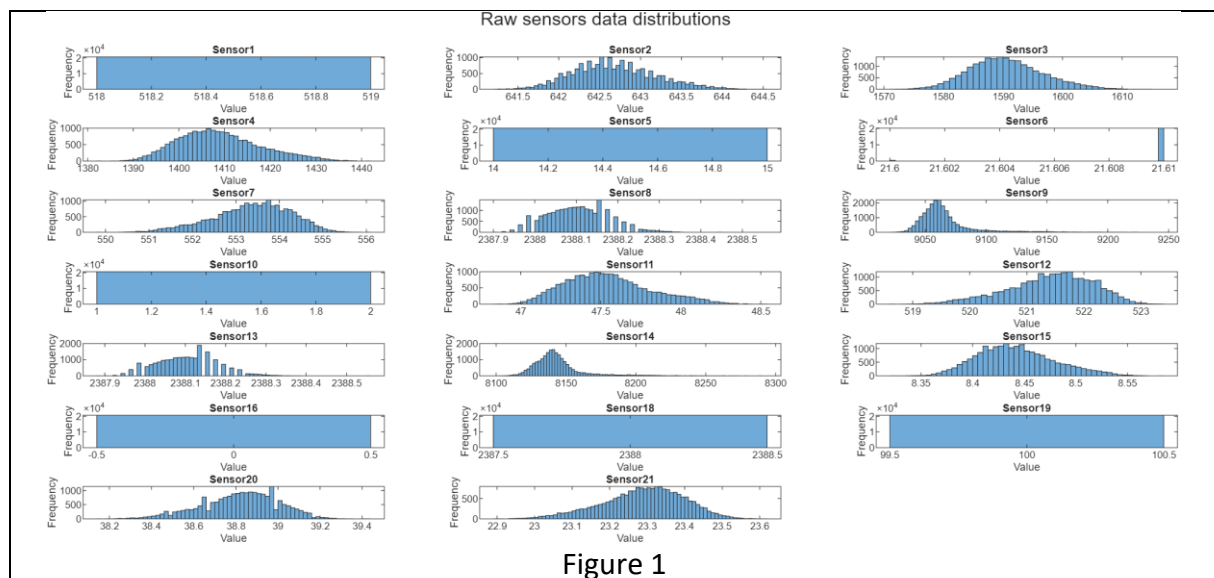 Raw sensors data distributions
Sensor1 Sensor2 Sensor3
Frequency ×10⁴ 2 1 0 Frequency 1000 500 0 Frequency 1000 500 0
518 518.2 518.4 518.6 518.8 519 641.5 642 642.5 643 643.5 644 644.5 1570 1580 1590 1600 1610
Value Value Value
Sensor4 Sensor5 Sensor6
Frequency 1000 500 0 Frequency ×10⁴ 2 1 0 Frequency ×10⁴ 2 1 0
1380 1390 1400 1410 1420 1430 1440 14 14.2 14.4 14.6 14.8 15 21.6 21.602 21.604 21.606 21.608 21.61
Value Value Value
Sensor7 Sensor8 Sensor9
Frequency 1000 500 0 Frequency 1000 500 0 Frequency 2000 1000 0
550 551 552 553 554 555 556 2387.9 2388 2388.1 2388.2 2388.3 2388.4 2388.5 9050 9100 9150 9200 9250
Value Value Value
Sensor10 Sensor11 Sensor12
Frequency ×10⁴ 2 1 0 Frequency 1000 500 0 Frequency 1000 500 0
1 1.2 1.4 1.6 1.8 2 47 47.5 48 48.5 519 520 521 522 523
Value Value Value
Sensor13 Sensor14 Sensor15
Frequency 2000 1000 0 Frequency 2000 1000 0 Frequency 1000 500 0
2387.9 2388 2388.1 2388.2 2388.3 2388.4 2388.5 8100 8150 8200 8250 8300 8.35 8.4 8.45 8.5 8.55
Value Value Value
Sensor16 Sensor18 Sensor19
Frequency ×10⁴ 2 1 0 Frequency ×10⁴ 2 1 0 Frequency ×10⁴ 2 1 0
-0.5 0 0.5 2387.5 2388 2388.5 99.5 100 100.5
Value Value Value
Sensor20 Sensor21
Frequency 1000 500 0 Frequency 500 0
38.2 38.4 38.6 38.8 39 39.2 39.4 22.9 23 23.1 23.2 23.3 23.4 23.5 23.6
Value Value
Figure 1